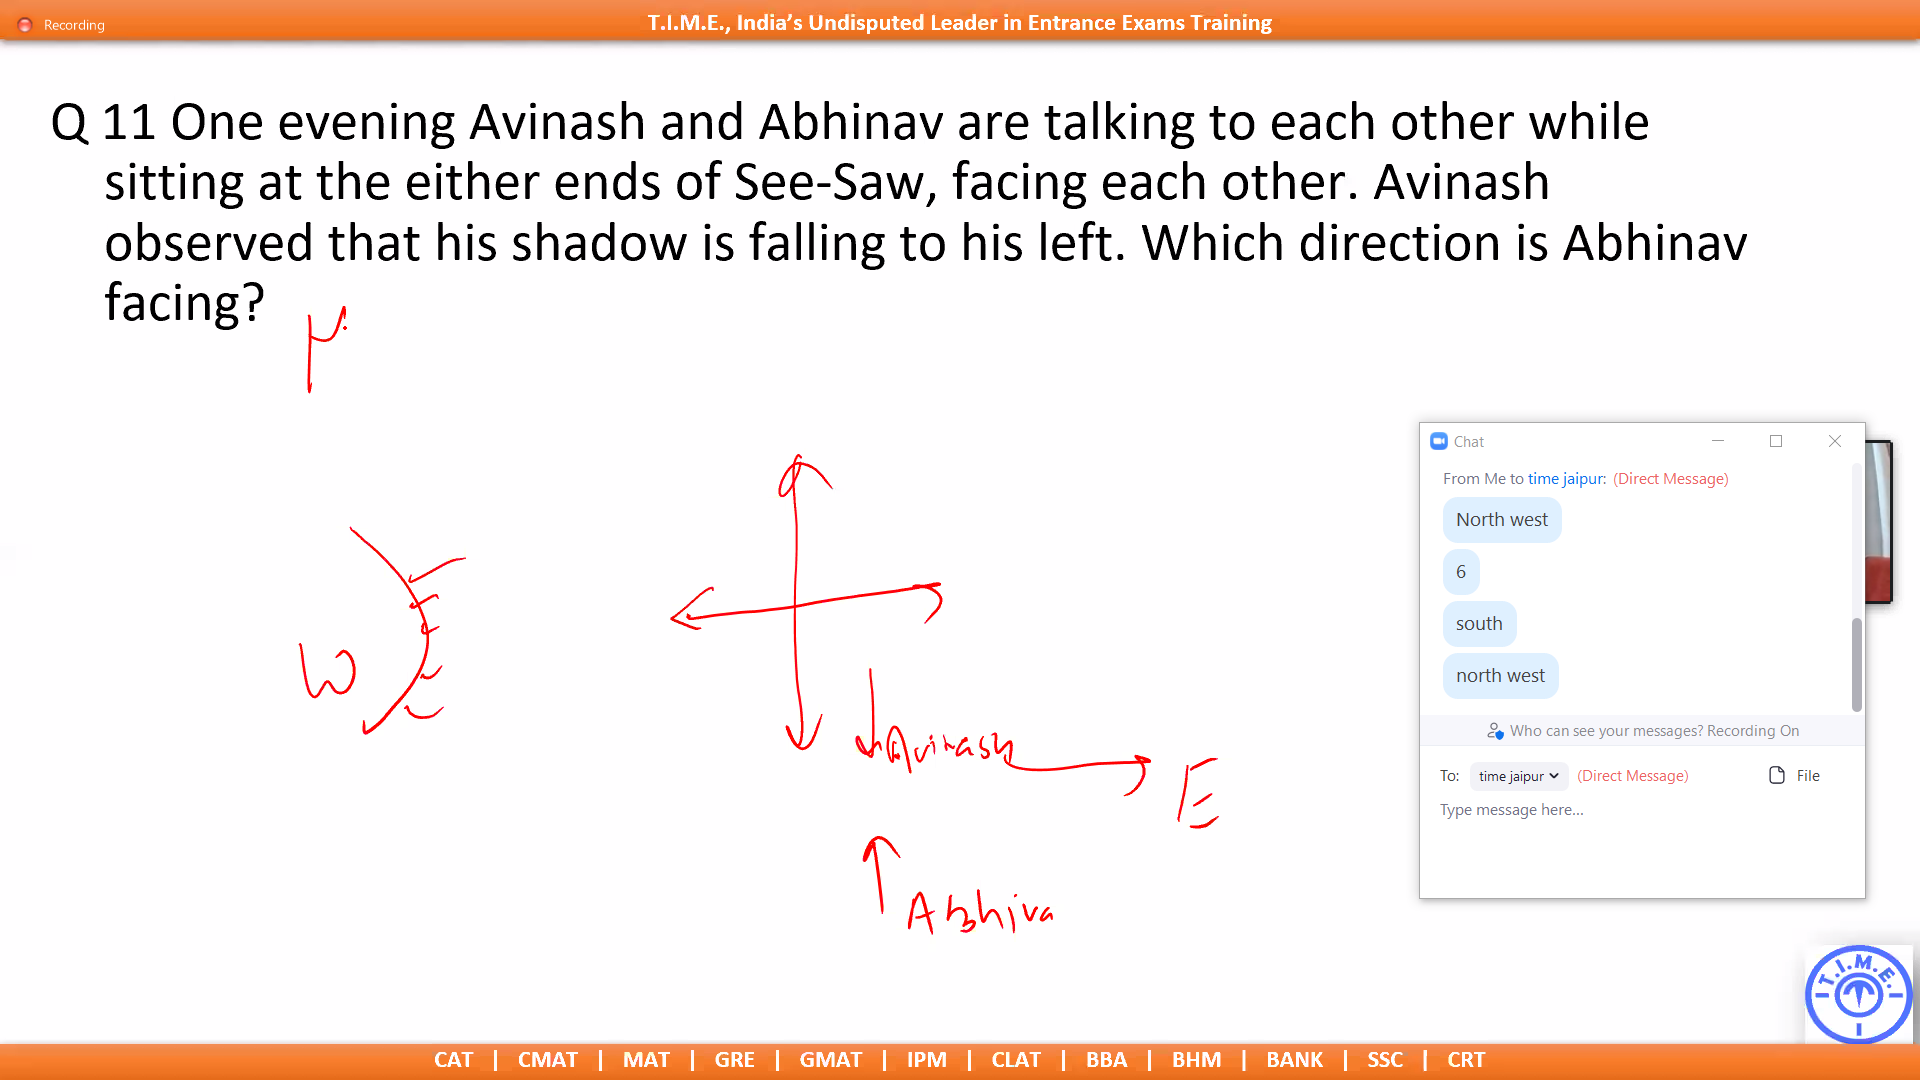 Recording
T.I.M.E., India’s Undisputed Leader in Entrance Exams Training
Q 11 One evening Avinash and Abhinav are talking to each other while
sitting at the either ends of See-Saw, facing each other. Avinash
observed that his shadow is falling to his left. Which direction is Abhinav
facing?
W
Avinash
E
Chat
From Me to time jaipur: (Direct Message)
North west
6
south
north west
Who can see your messages? Recording On
To: time jaipur (Direct Message) File
Type message here...
T.I.M.E.
CAT | CMAT | MAT | GRE | GMAT | IPM | CLAT | BBA | BHM | BANK | SSC | CRT